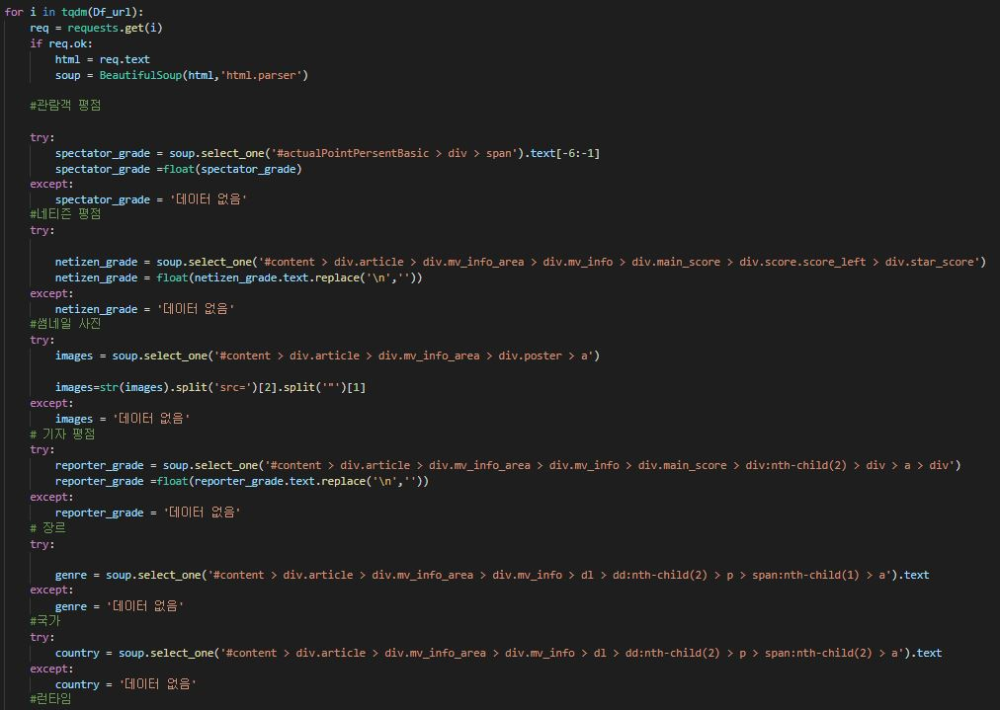 for i in tqdm(Df_url):
    req = requests.get(i)
    if req.ok:
        html = req.text
        soup = BeautifulSoup(html,'html.parser')
    #관람객 평점
    try:
        spectator_grade = soup.select_one('#actualPointPersentBasic > div > span').text[-6:-1]
        spectator_grade =float(spectator_grade)
    except:
        spectator_grade = '데이터 없음'
    #네티즌 평점
    try:
        netizen_grade = soup.select_one('#content > div.article > div.mv_info_area > div.mv_info > div.main_score > div.score.score_left > div.star_score')
        netizen_grade = float(netizen_grade.text.replace('\n',''))
    except:
        netizen_grade = '데이터 없음'
    #썸네일 사진
    try:
        images = soup.select_one('#content > div.article > div.mv_info_area > div.poster > a')
        images=str(images).split('src=')[2].split('"')[1]
    except:
        images = '데이터 없음'
    # 기자 평점
    try:
        reporter_grade = soup.select_one('#content > div.article > div.mv_info_area > div.mv_info > div.main_score > div:nth-child(2) > div > a > div')
        reporter_grade =float(reporter_grade.text.replace('\n',''))
    except:
        reporter_grade = '데이터 없음'
    # 장르
    try:
        genre = soup.select_one('#content > div.article > div.mv_info_area > div.mv_info > dl > dd:nth-child(2) > p > span:nth-child(1) > a').text
    except:
        genre = '데이터 없음'
    #국가
    try:
        country = soup.select_one('#content > div.article > div.mv_info_area > div.mv_info > dl > dd:nth-child(2) > p > span:nth-child(2) > a').text
    except:
        country = '데이터 없음'
    #런타임